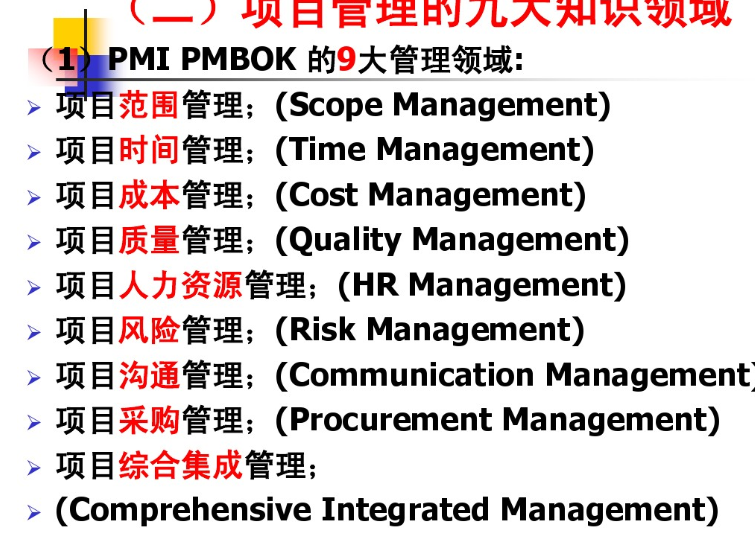 （二）项目管理的九大知识领域
（1）PMI PMBOK 的9大管理领域:
项目范围管理；(Scope Management)
项目时间管理；(Time Management)
项目成本管理；(Cost Management)
项目质量管理；(Quality Management)
项目人力资源管理；(HR Management)
项目风险管理；(Risk Management)
项目沟通管理；(Communication Management)
项目采购管理；(Procurement Management)
项目综合集成管理；
(Comprehensive Integrated Management)